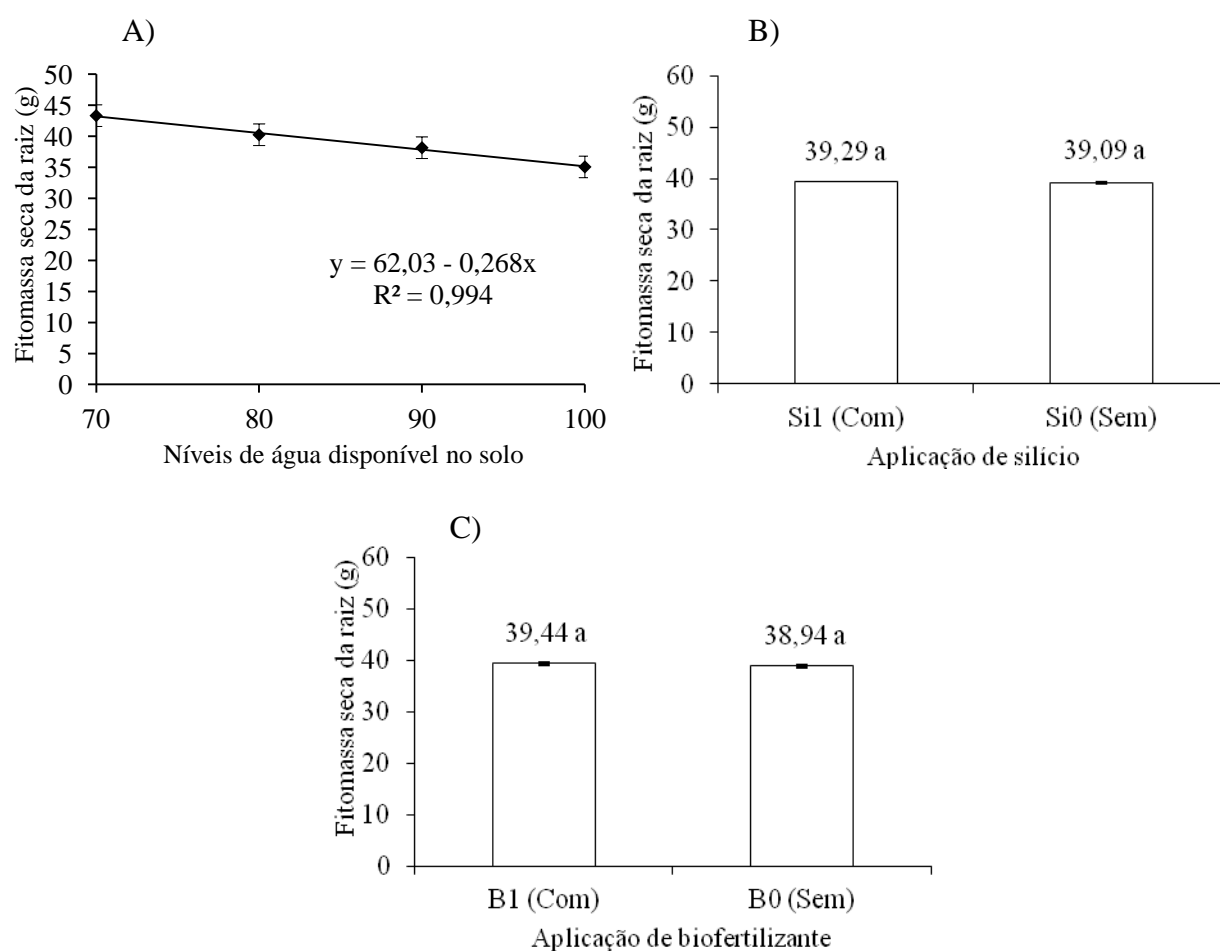 A)
Fitomassa seca da raiz (g)
50
45
40
35
30
25
20
15
10
5
0
y = 62,03 - 0,268x
R² = 0,994
70 80 90 100
Níveis de água disponível no solo
B)
Fitomassa seca da raiz (g)
60
50
40
30
20
10
0
39,29 a 39,09 a
Si1 (Com) Si0 (Sem)
Aplicação de silício
C)
Fitomassa seca da raiz (g)
60
50
40
30
20
10
0
39,44 a 38,94 a
B1 (Com) B0 (Sem)
Aplicação de biofertilizante